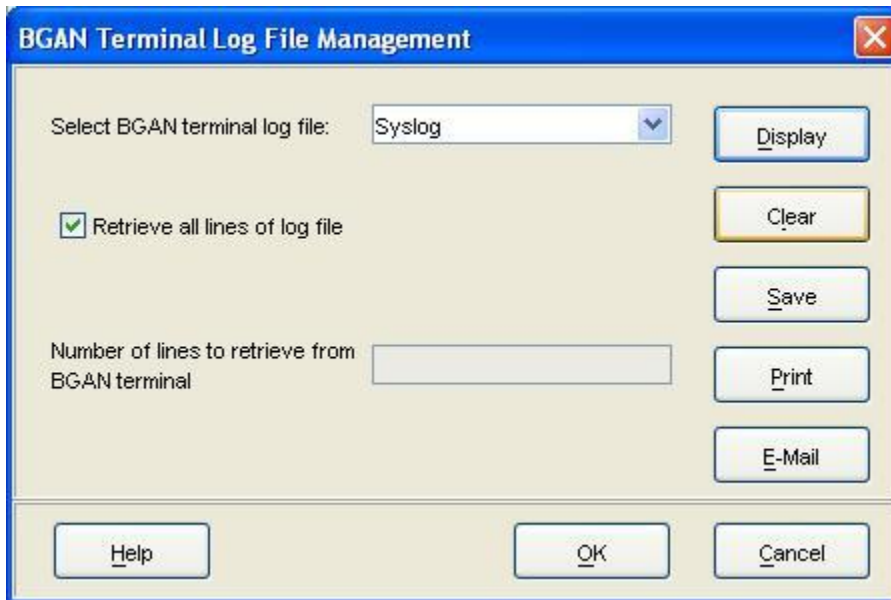 BGAN Terminal Log File Management
Select BGAN terminal log file:
Syslog
Display
Retrieve all lines of log file
Clear
Save
Number of lines to retrieve from
BGAN terminal
Print
E-Mail
Help
OK
Cancel